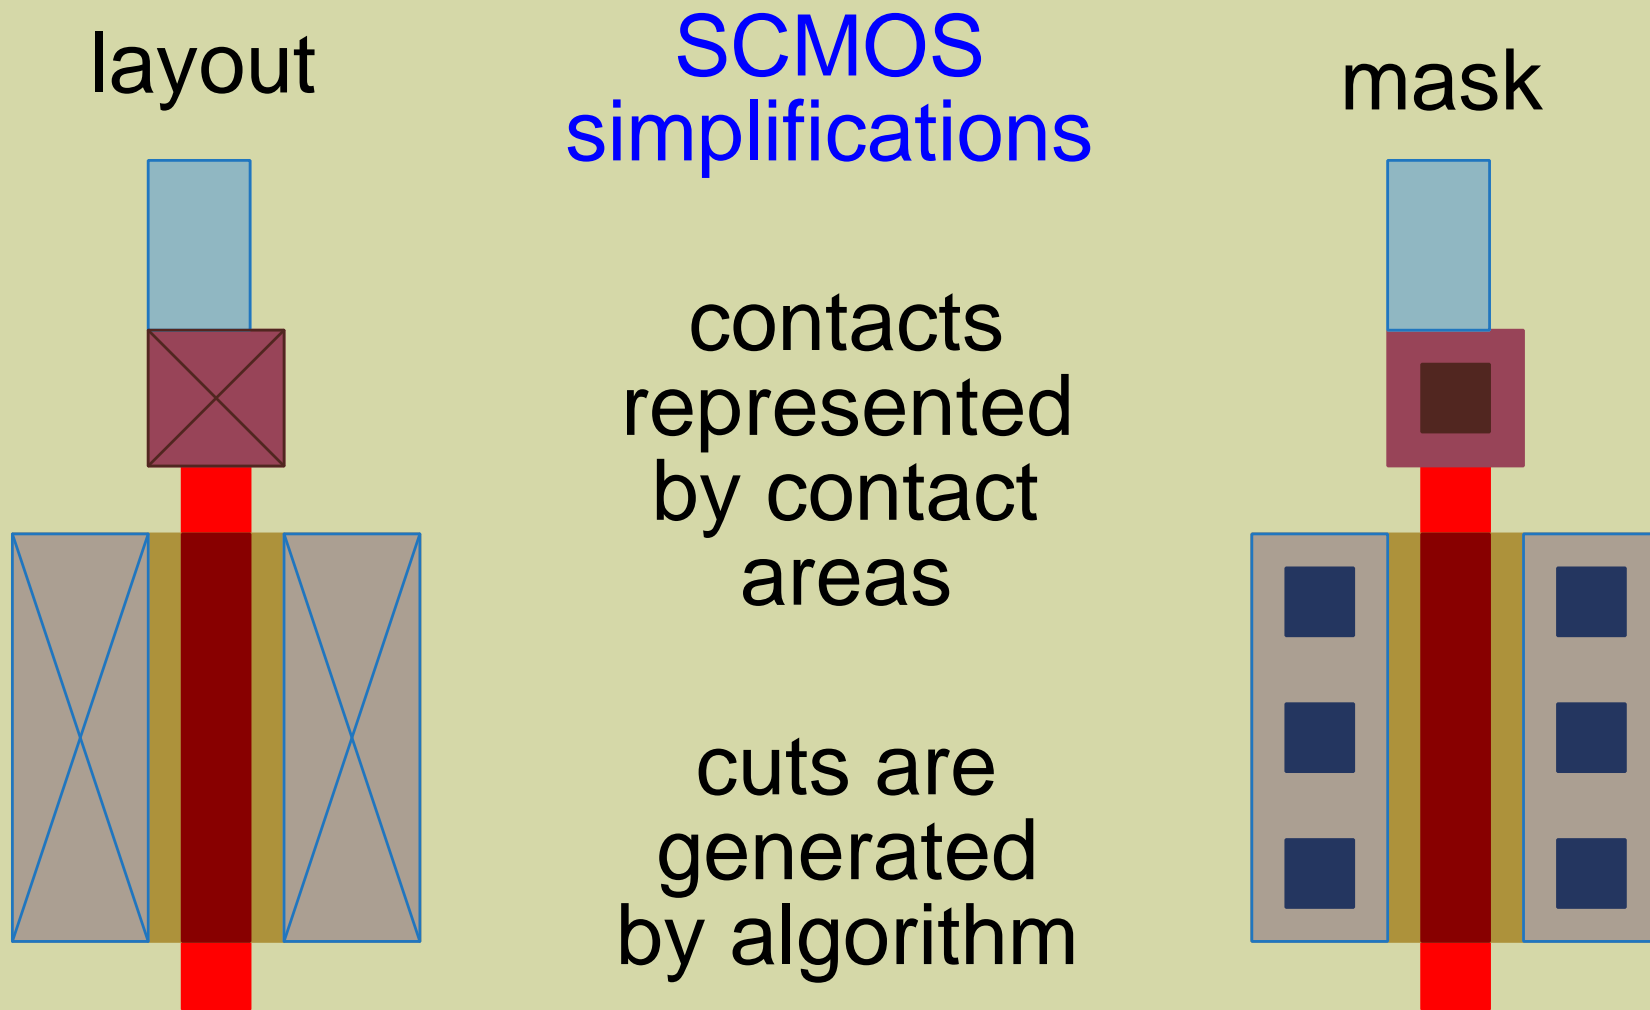 layout
SCMOS
simplifications
mask
contacts
represented
by contact
areas
cuts are
generated
by algorithm